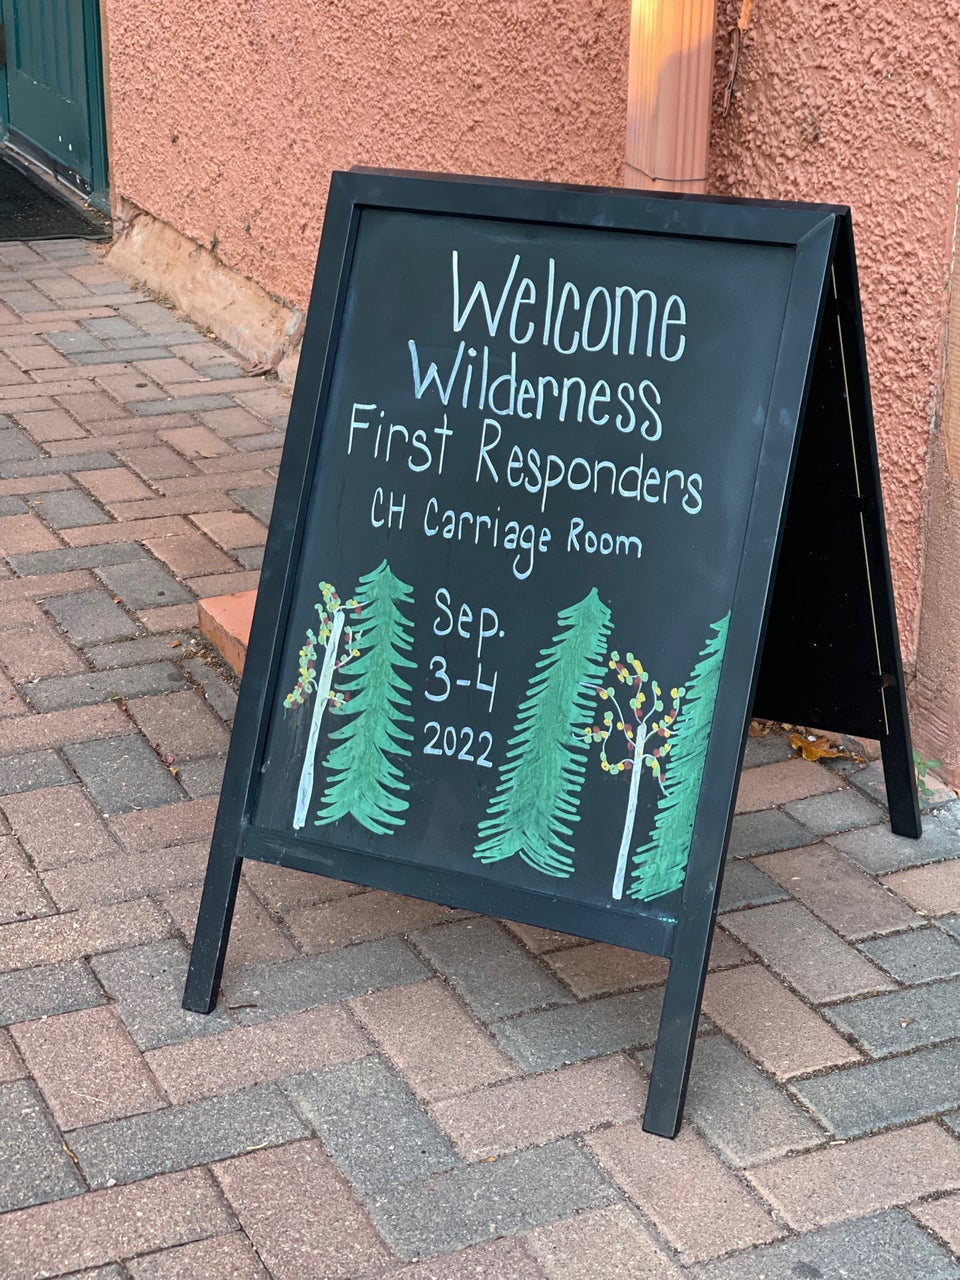 Welcome
Wilderness
First Responders
CH Carriage Room
Sep.
3-4
2022